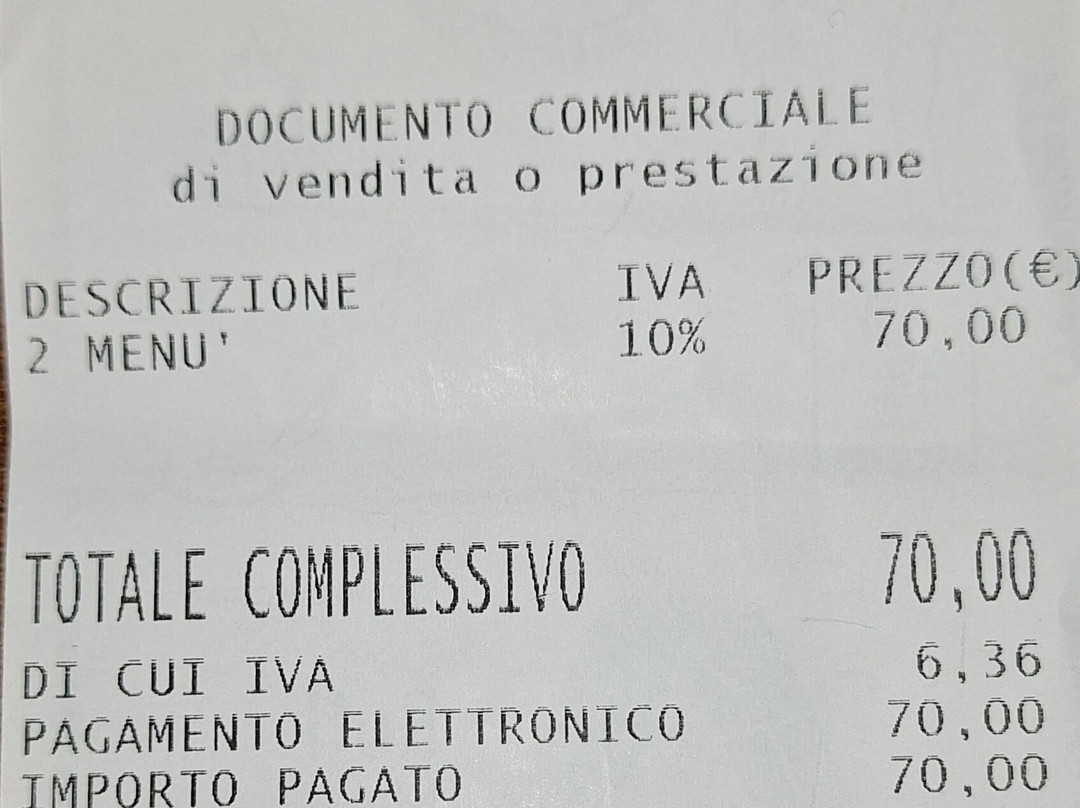 DOCUMENTO COMMERCIALE
di vendita o prestazione
DESCRIZIONE IVA PREZZO(€)
2 MENU' 10% 70,00
TOTALE COMPLESSIVO 70,00
DI CUI IVA 6,36
PAGAMENTO ELETTRONICO 70,00
IMPORTO PAGATO 70,00